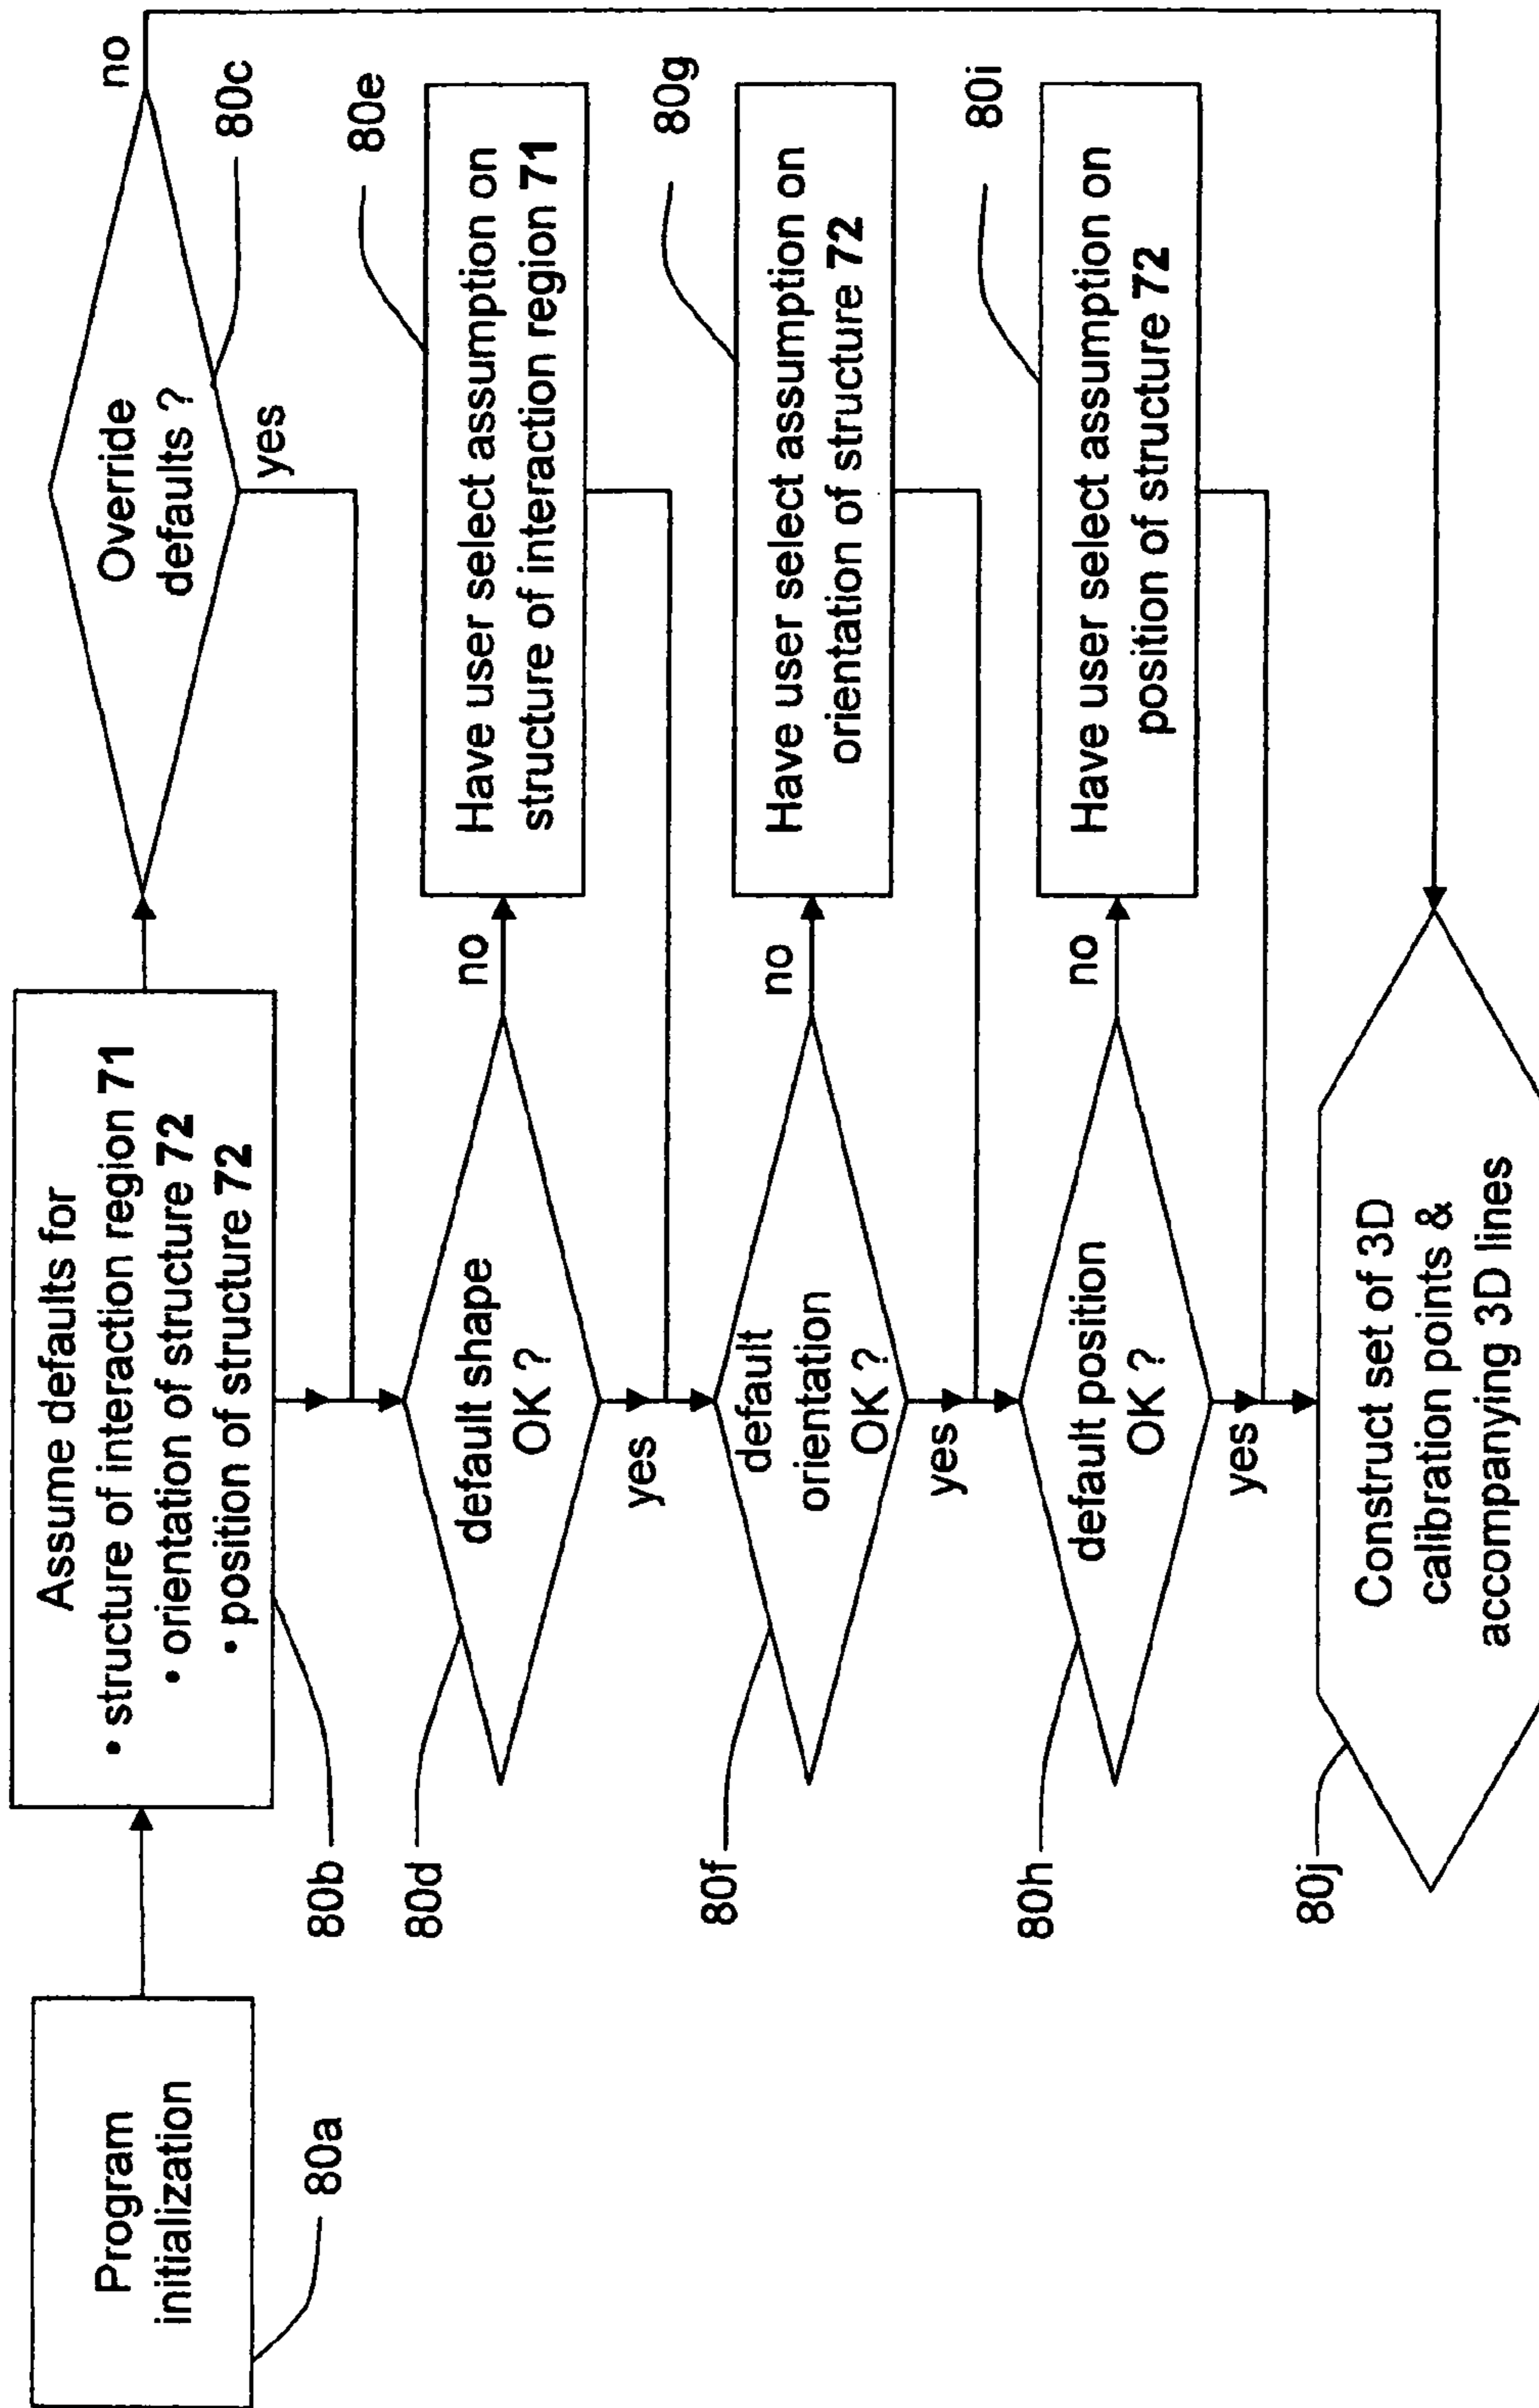 Program
initialization
80a
Assume defaults for
• structure of interaction region 71
• orientation of structure 72
• position of structure 72
80b
Override
defaults ?
80c
no
yes
default shape
OK ?
80d
no
yes
Have user select assumption on
structure of interaction region 71
80e
default
orientation
OK ?
80f
no
yes
Have user select assumption on
orientation of structure 72
80g
default position
OK ?
80h
no
yes
Have user select assumption on
position of structure 72
80i
Construct set of 3D
calibration points &
accompanying 3D lines
80j